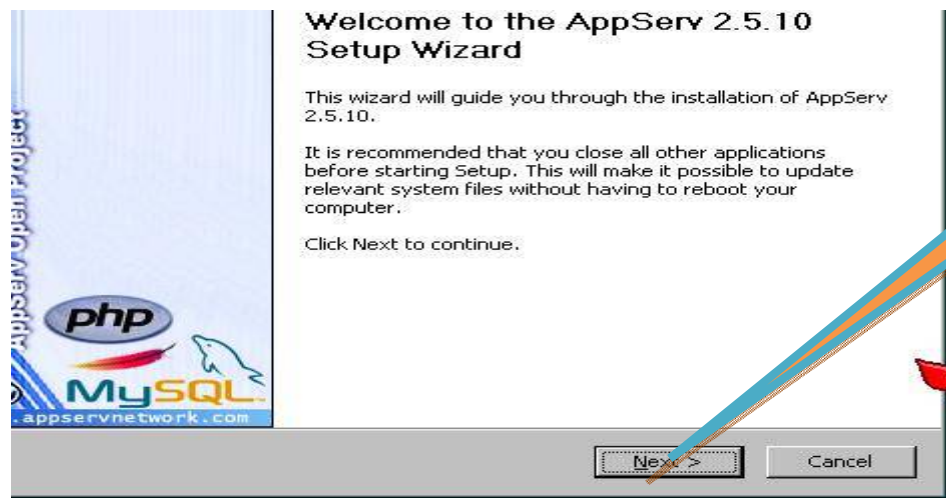 Welcome to the AppServ 2.5.10
Setup Wizard
This wizard will guide you through the installation of AppServ
2.5.10.
It is recommended that you close all other applications
before starting Setup. This will make it possible to update
relevant system files without having to reboot your
computer.
Click Next to continue.
AppServ Open Project
php
MySQL
.appservnetwork.com
Next >
Cancel